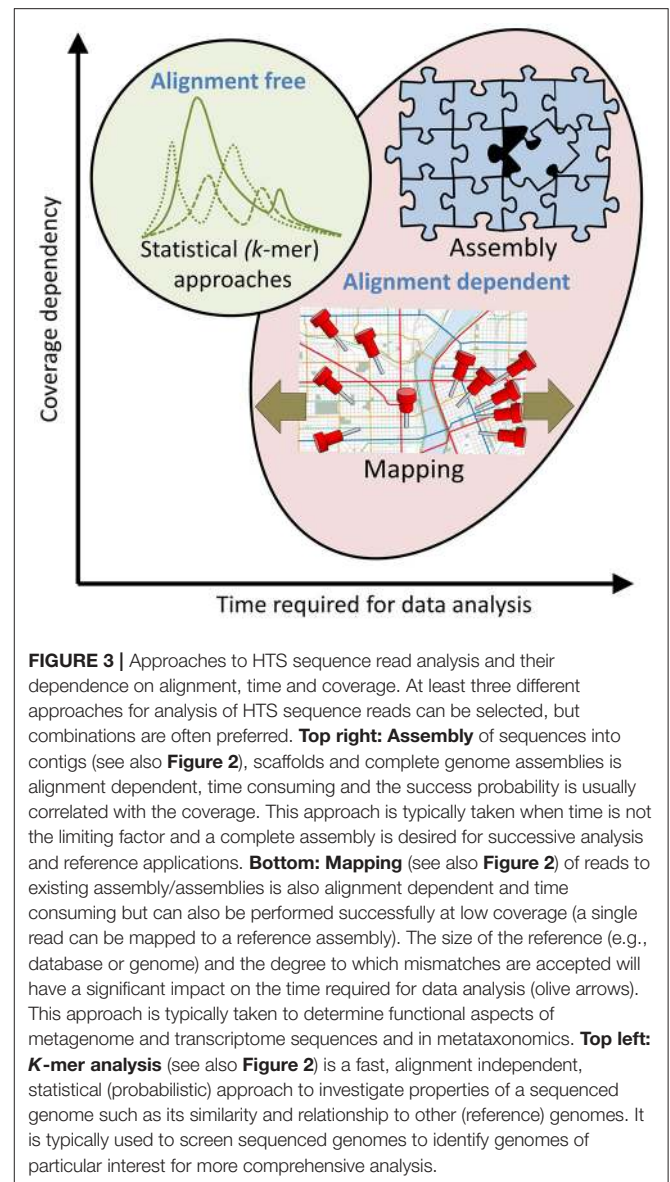 Alignment free
Statistical (k-mer)
approaches
Assembly
Alignment dependent
Mapping
Coverage dependency
Time required for data analysis
FIGURE 3 | Approaches to HTS sequence read analysis and their
dependence on alignment, time and coverage. At least three different
approaches for analysis of HTS sequence reads can be selected, but
combinations are often preferred. Top right: Assembly of sequences into
contigs (see also Figure 2), scaffolds and complete genome assemblies is
alignment dependent, time consuming and the success probability is usually
correlated with the coverage. This approach is typically taken when time is not
the limiting factor and a complete assembly is desired for successive analysis
and reference applications. Bottom: Mapping (see also Figure 2) of reads to
existing assembly/assemblies is also alignment dependent and time
consuming but can also be performed successfully at low coverage (a single
read can be mapped to a reference assembly). The size of the reference (e.g.,
database or genome) and the degree to which mismatches are accepted will
have a significant impact on the time required for data analysis (olive arrows).
This approach is typically taken to determine functional aspects of
metagenome and transcriptome sequences and in metataxonomics. Top left:
K-mer analysis (see also Figure 2) is a fast, alignment independent,
statistical (probabilistic) approach to investigate properties of a sequenced
genome such as its similarity and relationship to other (reference) genomes. It
is typically used to screen sequenced genomes to identify genomes of
particular interest for more comprehensive analysis.